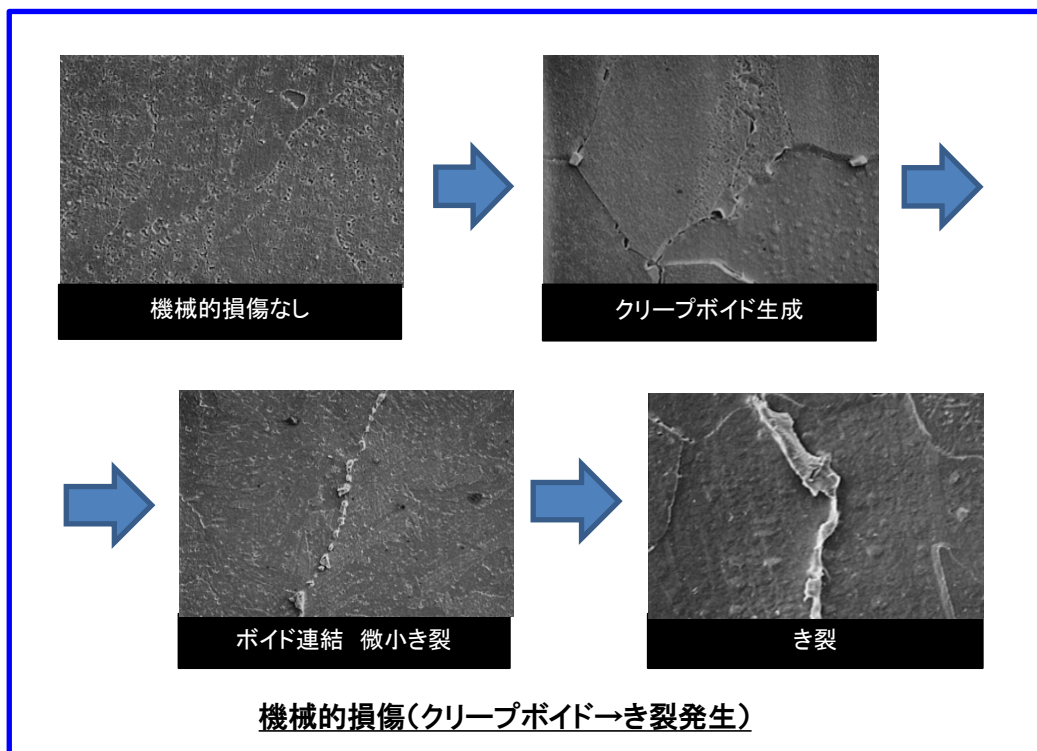 機械的損傷なし
クリープボイド生成
ボイド連結　微小き裂
き裂
機械的損傷(クリープボイド→き裂発生)